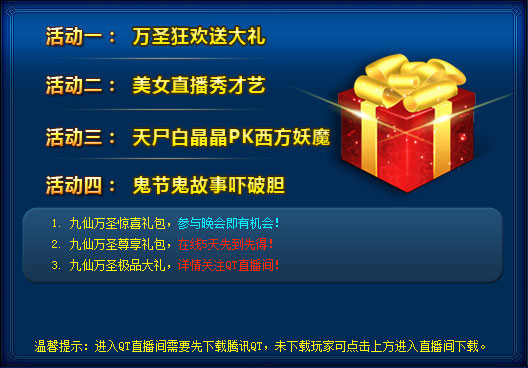 活动一： 万圣狂欢送大礼
活动二： 美女直播秀才艺
活动三： 天尸白晶晶PK西方妖魔
活动四： 鬼节鬼故事吓破胆
1. 九仙万圣惊喜礼包，参与晚会即有机会！
2. 九仙万圣尊享礼包，在线5天先到先得！
3. 九仙万圣极品大礼，详情关注QT直播间！
温馨提示：进入QT直播间需要先下载腾讯QT，未下载玩家可点击上方进入直播间下载。